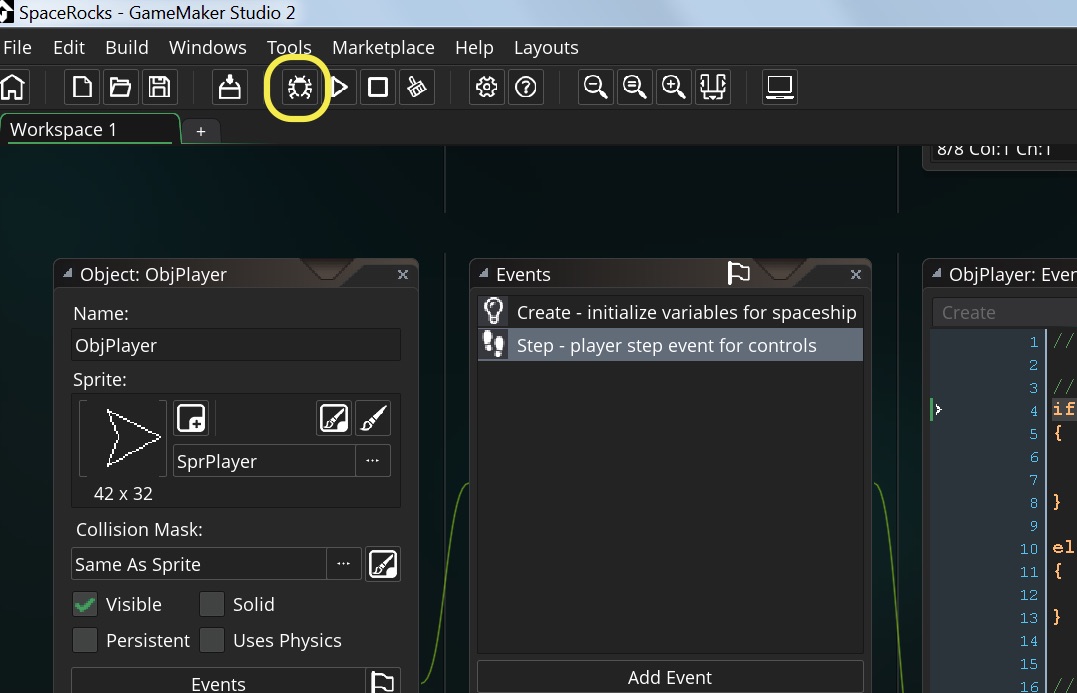 SpaceRocks - GameMaker Studio 2
File Edit Build Windows Tools Marketplace Help Layouts
Workspace 1 +
8/8 Col:1 Ch:1
Object: ObjPlayer
Name:
ObjPlayer
Sprite:
SprPlayer ...
42 x 32
Collision Mask:
Same As Sprite ...
Visible Solid
Persistent Uses Physics
Events
Events
Create - initialize variables for spaceship
Step - player step event for controls
Add Event
ObjPlayer: Even
Create
1 //
2
3 //
4 if
5 {
6
7
8 }
9
10 el
11 {
12
13 }
14
15
16 //